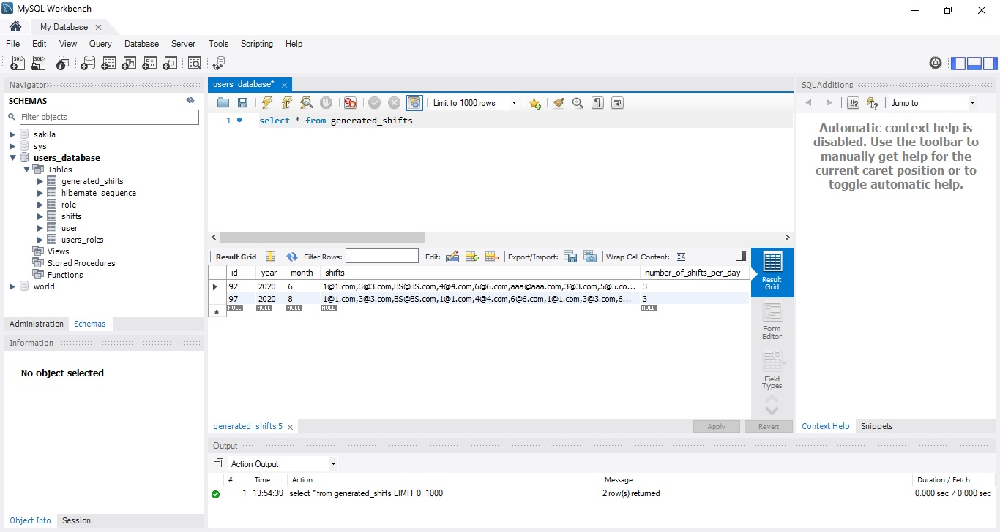 MySQL Workbench
My Database
File Edit View Query Database Server Tools Scripting Help
Navigator
SCHEMAS
Filter objects
sakila
sys
users_database
Tables
generated_shifts
hibernate_sequence
role
shifts
user
users_roles
Views
Stored Procedures
Functions
world
Administration Schemas
Information
No object selected
Object Info Session
users_database*
Limit to 1000 rows
1 select * from generated_shifts
Result Grid Filter Rows: Edit: Export/Import: Wrap Cell Content:
id year month shifts number_of_shifts_per_day
92 2020 6 1@1.com,3@3.com,BS@BS.com,4@4.com,6@6.com,aaa@aaa.com,3@3.com,5@5.co... 3
97 2020 8 1@1.com,3@3.com,BS@BS.com,1@1.com,4@4.com,6@6.com,1@1.com,3@3.com,6... 3
NULL NULL NULL NULL NULL
Result
Grid
Form
Editor
Field
Types
generated_shifts 5 Apply Revert
SQLAdditions
Jump to
Automatic context help is
disabled. Use the toolbar to
manually get help for the
current caret position or to
toggle automatic help.
Context Help Snippets
Output
Action Output
# Time Action Message Duration / Fetch
1 13:54:39 select * from generated_shifts LIMIT 0, 1000 2 row(s) returned 0.000 sec / 0.000 sec